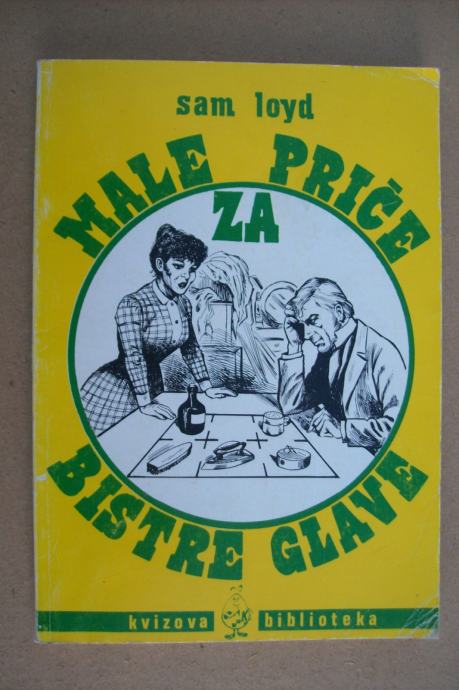 sam loyd
MALE PRIČE
ZA
BISTRE GLAVE
kvizova biblioteka